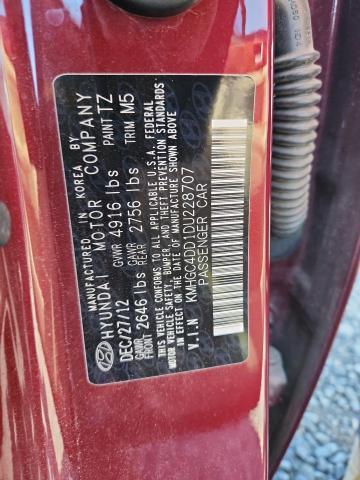 MANUFACTURED IN KOREA BY
HYUNDAI MOTOR COMPANY
DEC/27/12 GVWR 4916 lbs PAINT TZ
GAWR FRONT 2646 lbs GAWR REAR 2756 lbs TRIM M5
THIS VEHICLE CONFORMS TO ALL APPLICABLE U.S.A. FEDERAL
MOTOR VEHICLE SAFETY, BUMPER, AND THEFT PREVENTION STANDARDS
IN EFFECT ON THE DATE OF MANUFACTURE SHOWN ABOVE
V.I.N KMHGC4DD1DU228707
PASSENGER CAR